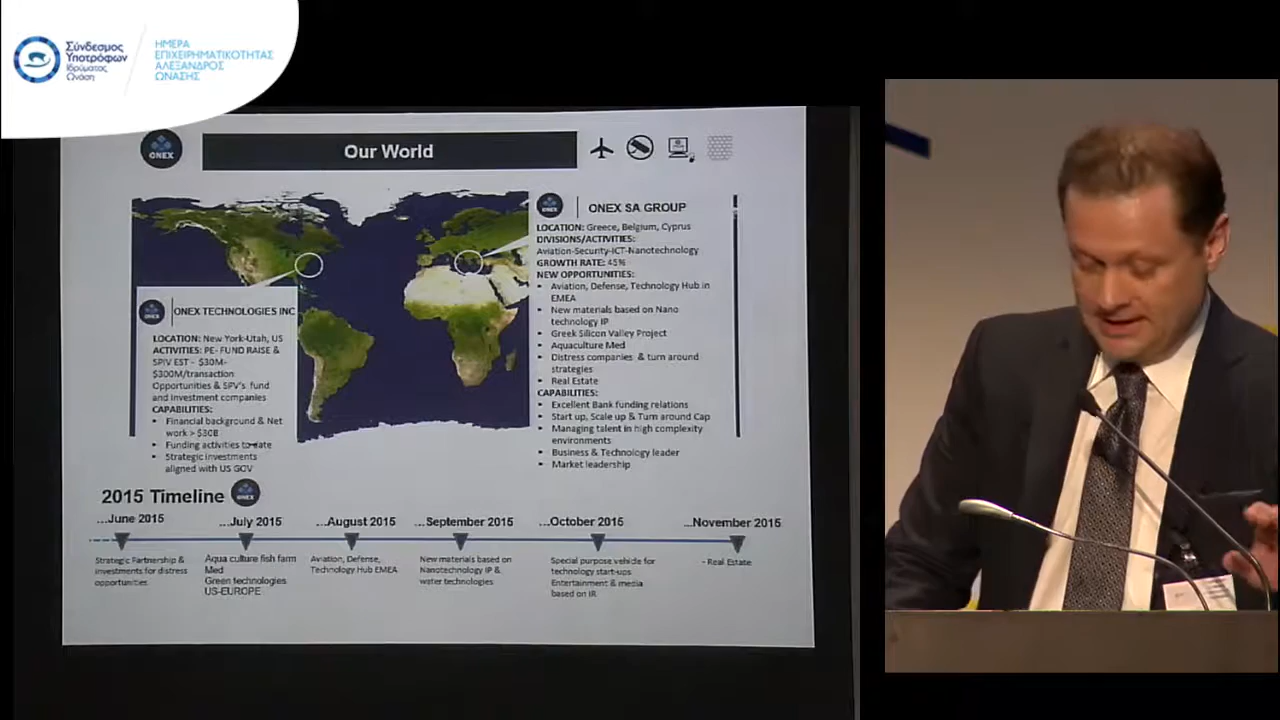 Σύνδεσμος
Υποτρόφων
Ιδρύματος
Ωνάση
ΗΜΕΡΑ
ΕΠΙΧΕΙΡΗΜΑΤΙΚΟΤΗΤΑΣ
ΑΛΕΞΑΝΔΡΟΣ
ΩΝΑΣΗΣ
ONEX
Our World
ONEX
ONEX SA GROUP
LOCATION: Greece, Belgium, Cyprus
DIVISIONS/ACTIVITIES:
Aviation-Security-ICT-Nanotechnology
GROWTH RATE: 45%
NEW OPPORTUNITIES:
• Aviation, Defense, Technology Hub in
EMEA
• New materials based on Nano
technology IP
• Greek Silicon Valley Project
• Aquaculture Med
• Distress companies & turn around
strategies
• Real Estate
CAPABILITIES:
• Excellent Bank funding relations
• Start up, Scale up & Turn around Cap
• Managing talent in high complexity
environments
• Business & Technology leader
• Market leadership
ONEX
ONEX TECHNOLOGIES INC
LOCATION: New York-Utah, US
ACTIVITIES: PE- FUND RAISE &
SPIV EST - $30M-
$300M/transaction
Opportunities & SPV's fund
and Investment companies
CAPABILITIES:
• Financial background & Net
work > $30B
• Funding activities to date
• Strategic investments
aligned with US GOV
2015 Timeline
ONEX
...June 2015
...July 2015
...August 2015
...September 2015
...October 2015
...November 2015
Strategic Partnership &
investments for distress
opportunities
Aqua culture fish farm
Med
Green technologies
US-EUROPE
Aviation, Defense,
Technology Hub EMEA
New materials based on
Nanotechnology IP &
water technologies
Special purpose vehicle for
technology start-ups
Entertainment & media
based on IR
- Real Estate